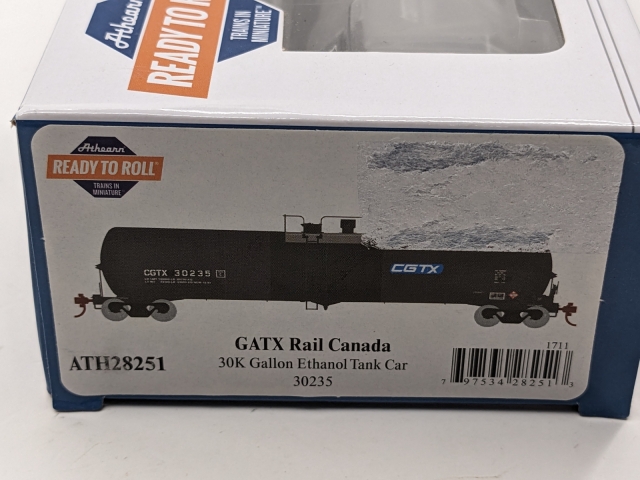 Athearn
READY TO RO
TRAINS IN
MINIATURE
Athearn
READY TO ROLL
TRAINS IN
MINIATURE
CGTX 30235
CGTX
GATX Rail Canada
30K Gallon Ethanol Tank Car
30235
ATH28251
1711
7 97534 28251 3